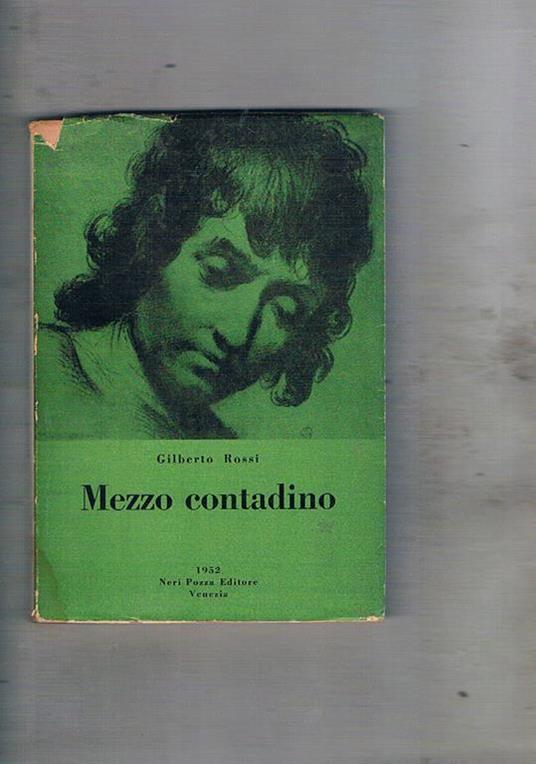 Gilberto Rossi
Mezzo contadino
1952
Neri Pozza Editore
Venezia